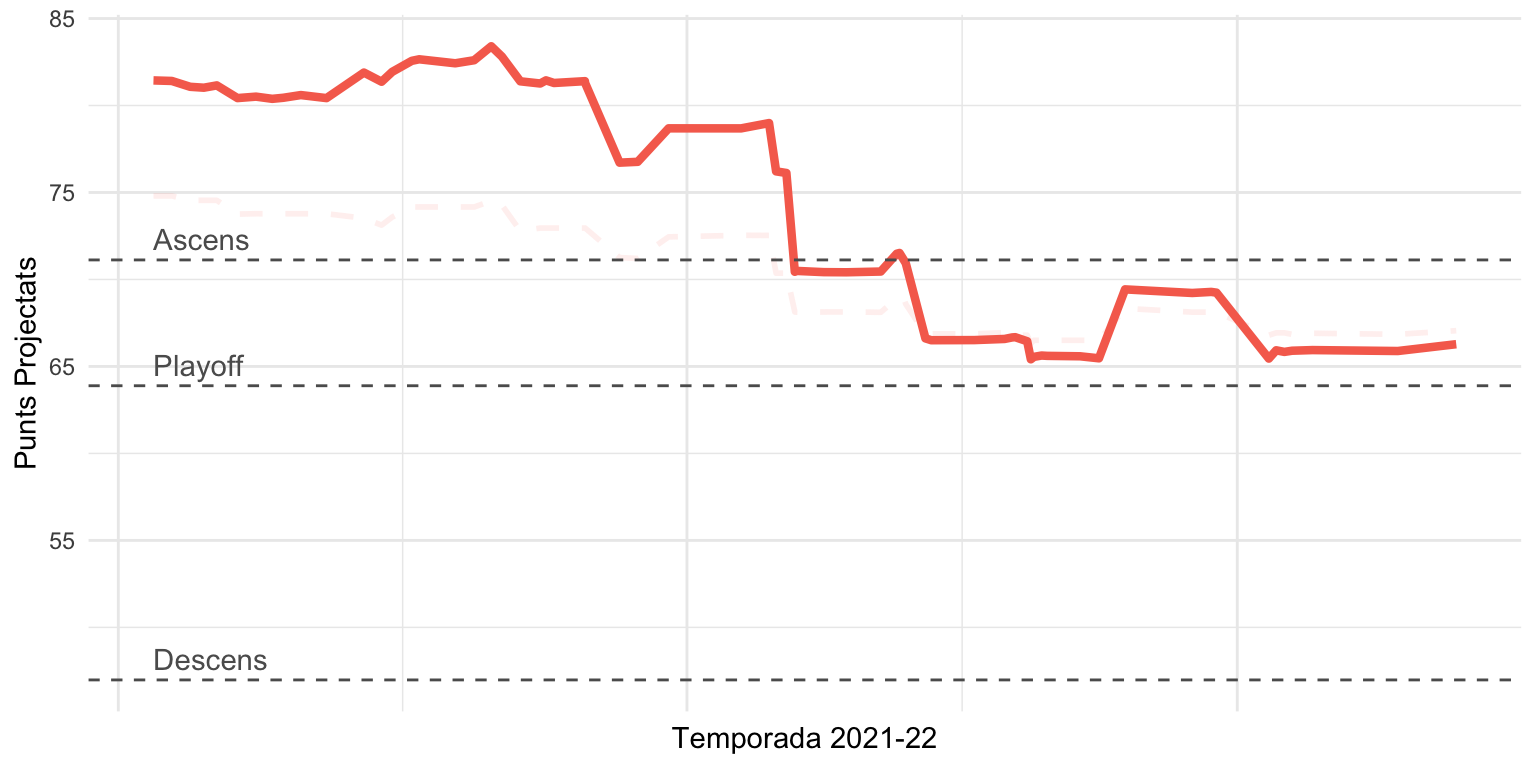 85
75
65
55
Punts Projectats
Ascens
Playoff
Descens
Temporada 2021-22